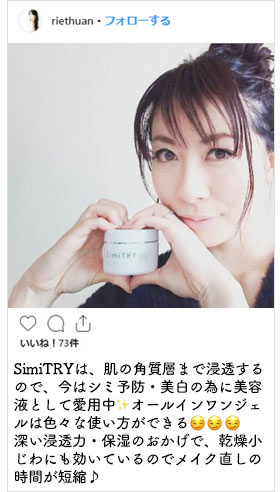 riethuan・フォローする
SimiTRY
いいね！73件
SimiTRYは、肌の角質層まで浸透する
ので、今はシミ予防・美白の為に美容
液として愛用中✨オールインワンジェ
ルは色々な使い方ができる😏😏😏
深い浸透力・保湿のおかげで、乾燥小
じわにも効いているのでメイク直しの
時間が短縮♪